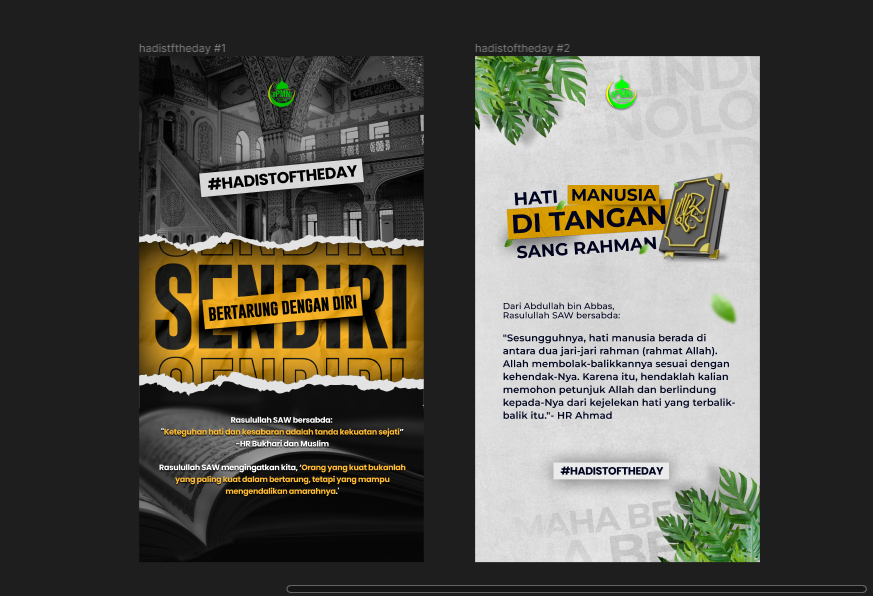 hadistftheday #1
#HADISTOFTHEDAY
SENDIRI
SENDIRI
BERTARUNG DENGAN DIRI
SENDIRI
Rasulullah SAW bersabda:
"Keteguhan hati dan kesabaran adalah tanda kekuatan sejati"
-HR Bukhari dan Muslim
Rasulullah SAW mengingatkan kita, 'Orang yang kuat bukanlah
yang paling kuat dalam bertarung, tetapi yang mampu
mengendalikan amarahnya.'
hadistoftheday #2
HATI MANUSIA
DI TANGAN
SANG RAHMAN
Dari Abdullah bin Abbas,
Rasulullah SAW bersabda:
"Sesungguhnya, hati manusia berada di
antara dua jari-jari rahman (rahmat Allah).
Allah membolak-balikkannya sesuai dengan
kehendak-Nya. Karena itu, hendaklah kalian
memohon petunjuk Allah dan berlindung
kepada-Nya dari kejelekan hati yang terbalik-
balik itu."- HR Ahmad
#HADISTOFTHEDAY
MAHA BES